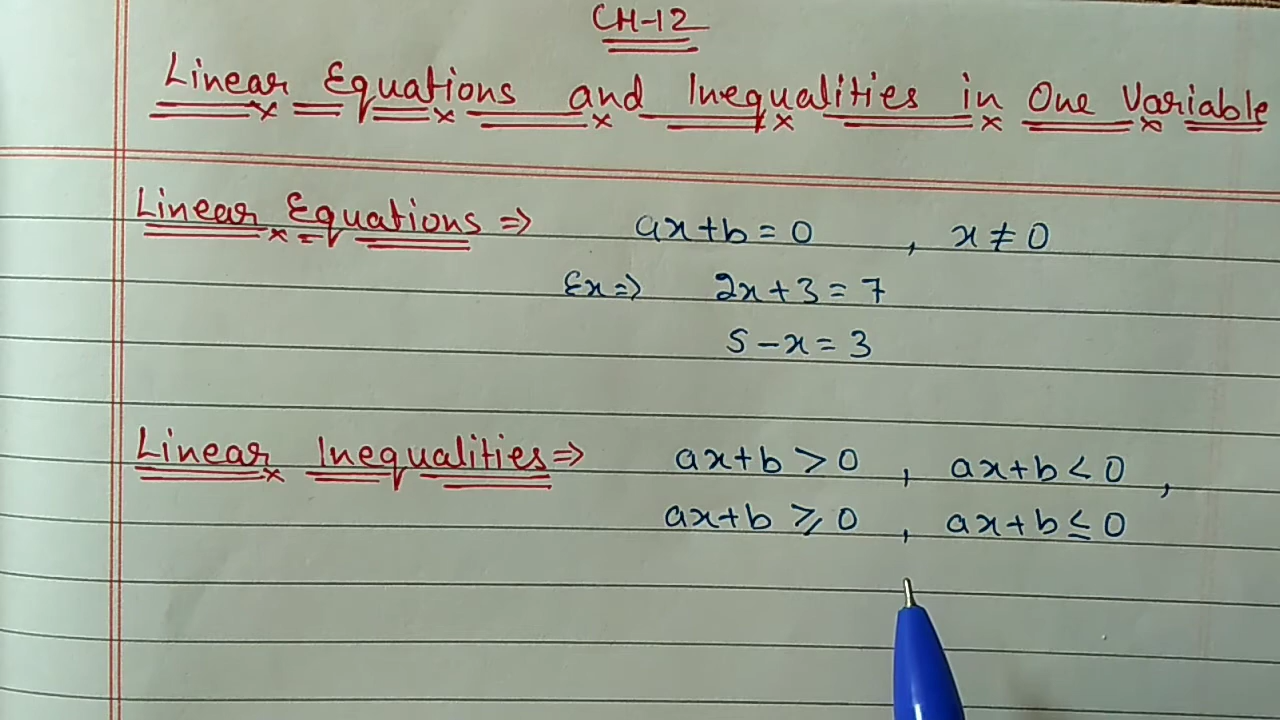 CH-12
Linear Equations and Inequalities in One Variable
Linear Equations ⇒ ax+b=0 , x≠0
Ex⇒ 2x+3=7
5-x=3
Linear Inequalities ⇒ ax+b>0 , ax+b<0 ,
ax+b≥0 , ax+b≤0